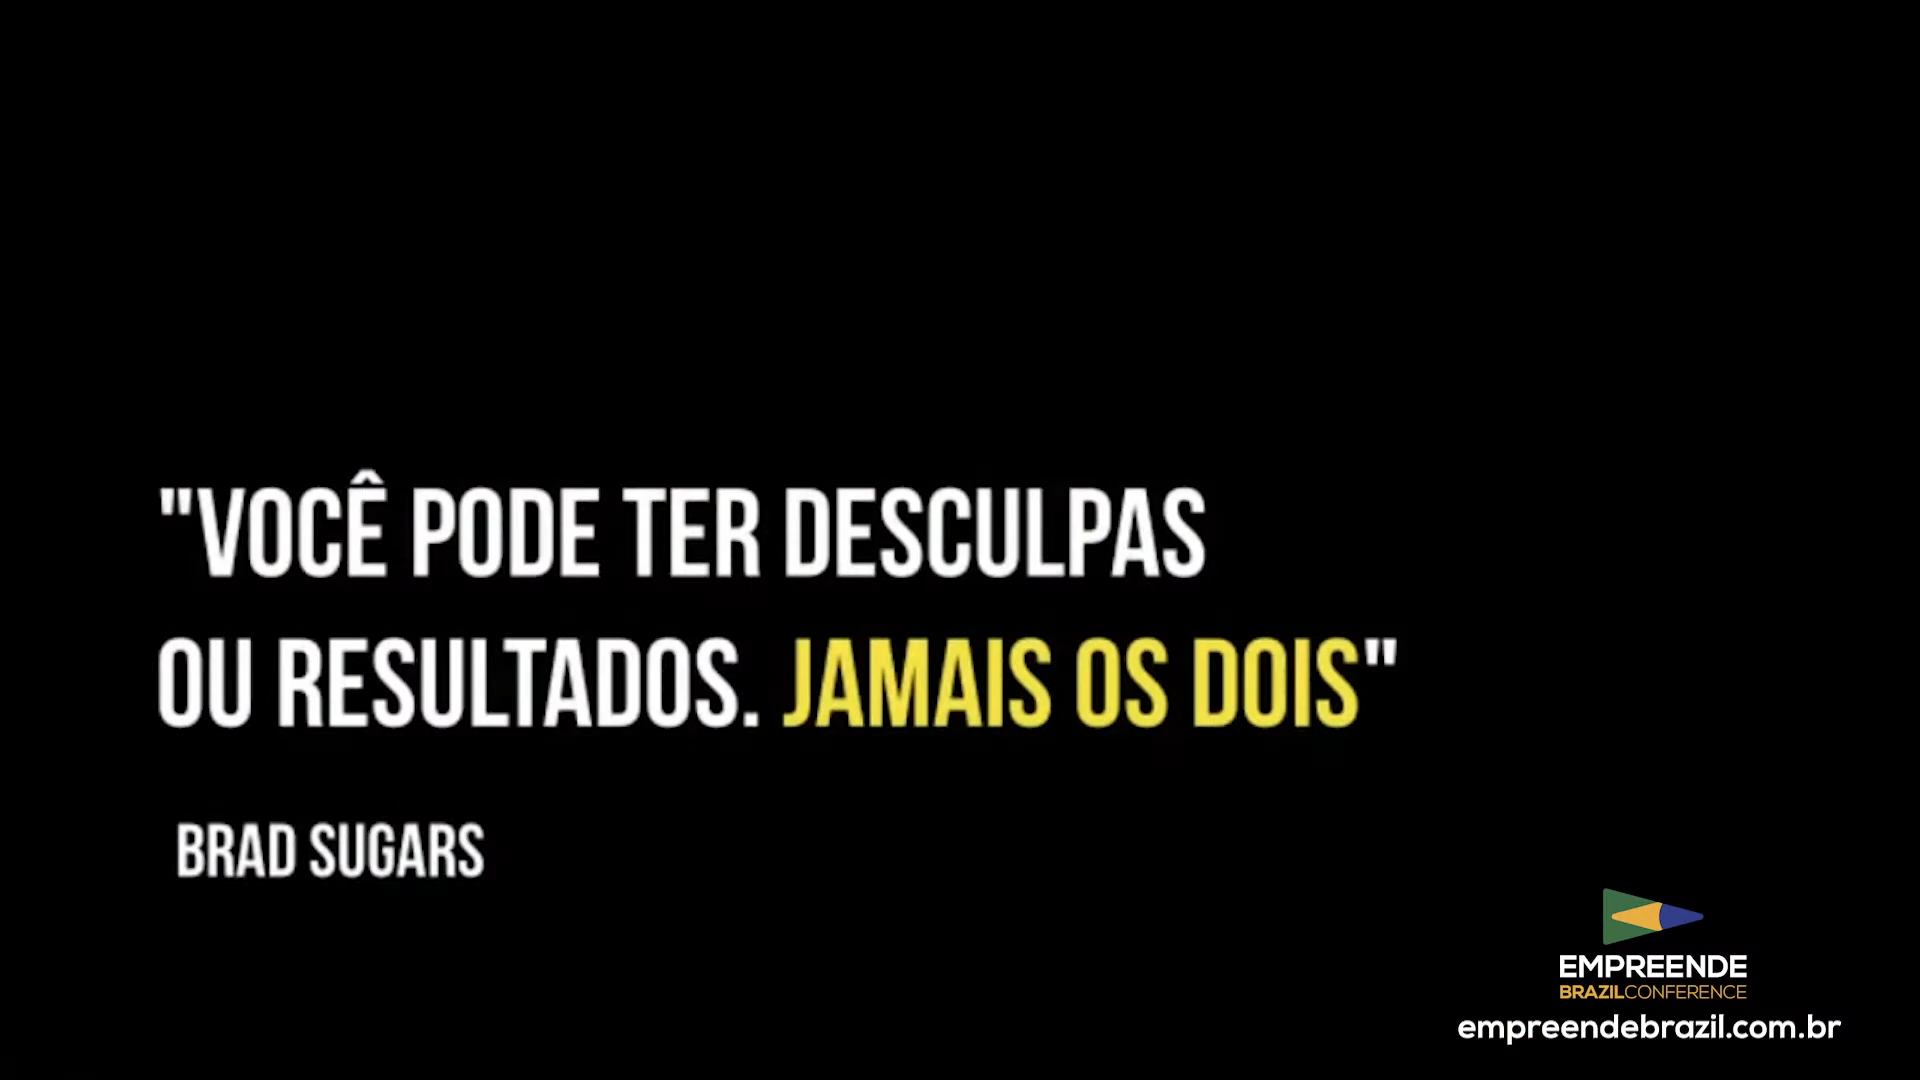 "VOCÊ PODE TER DESCULPAS
OU RESULTADOS. JAMAIS OS DOIS"
BRAD SUGARS
EMPREENDE
BRAZILCONFERENCE
empreendebrazil.com.br